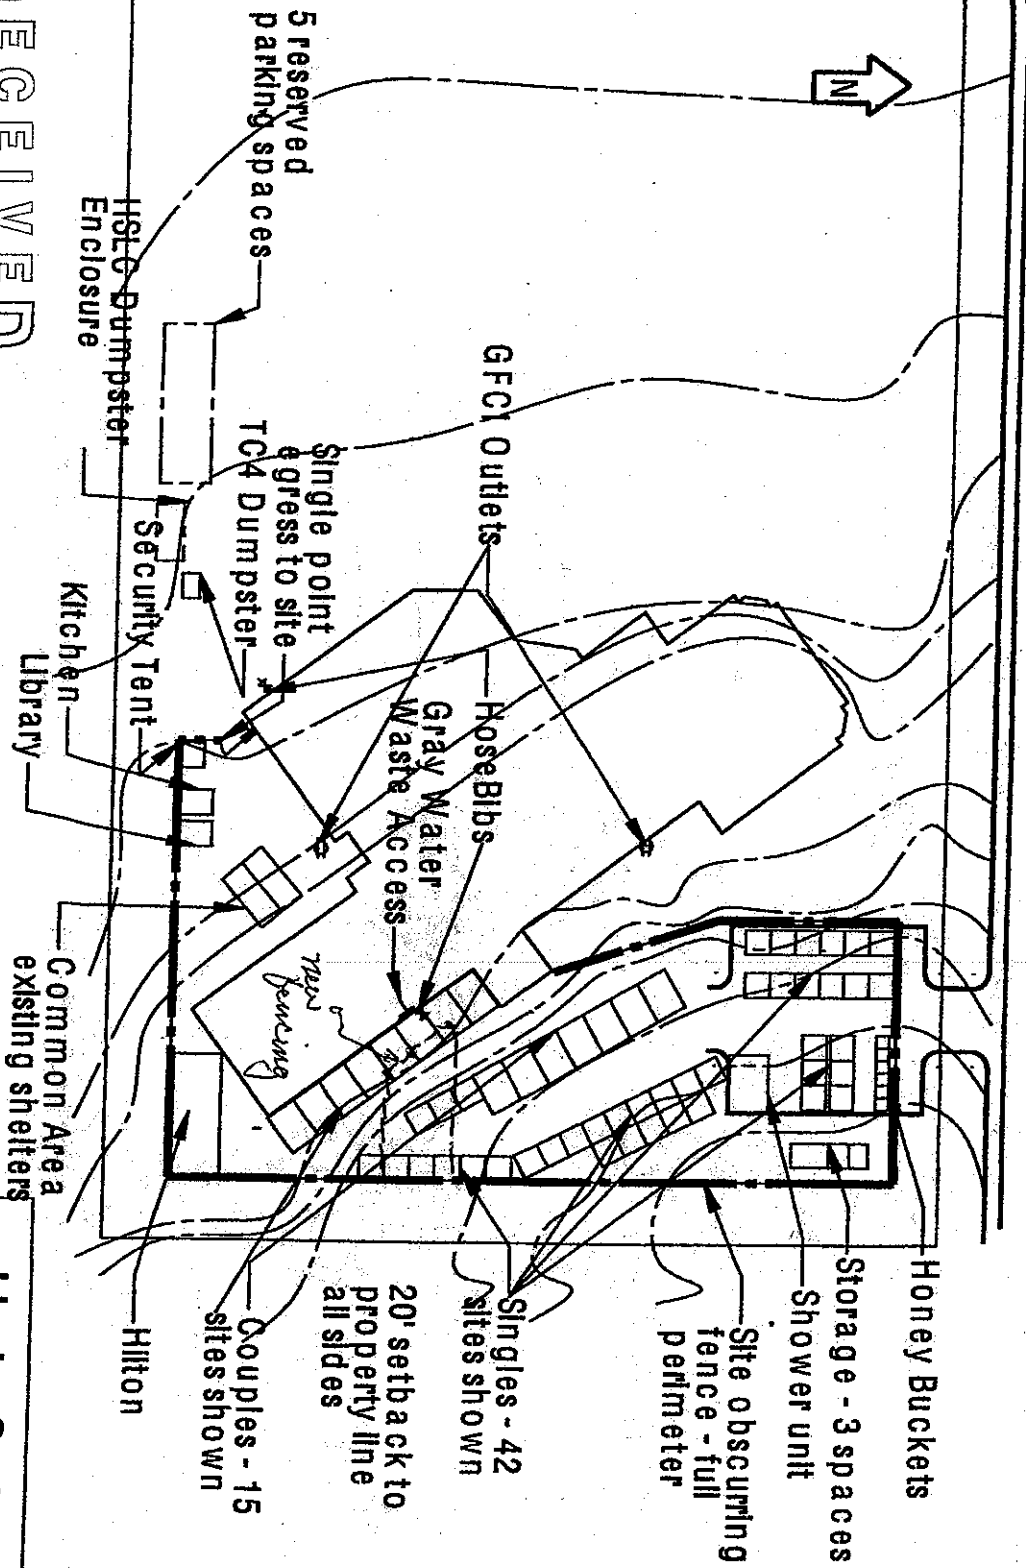 RECEIVED
N
5 reserved
parking spaces
HSLC Dumpster
Enclosure
GFCI Outlets
Single point
egress to site
TC4 Dumpster
Security Tent
Kitchen
Library
Hose Bibs
Gray Water
Waste Access
new
fencing
Common Area
existing shelters
Hilton
Couples - 15
sites shown
20' setback to
property line
all sides
Singles - 42
sites shown
Site obscurring
fence - full
perimeter
Shower unit
Storage - 3 spaces
Honey Buckets